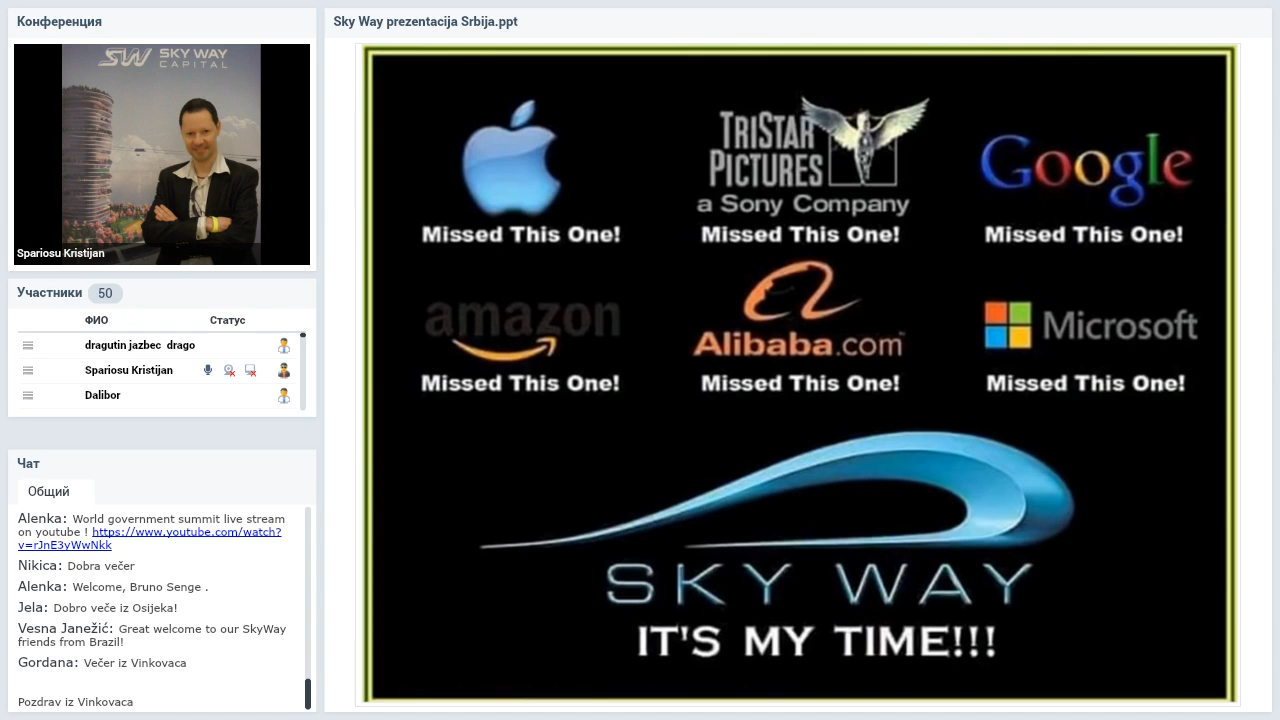 Конференция
SW SKY WAY
CAPITAL
Spariosu Kristijan
Участники 50
ФИО Статус
dragutin jazbec drago
Spariosu Kristijan
Dalibor
Чат
Общий
Alenka: World government summit live stream
on youtube ! https://www.youtube.com/watch?
v=rJnE3yWwNkk
Nikica: Dobra večer
Alenka: Welcome, Bruno Senge .
Jela: Dobro veče iz Osijeka!
Vesna Janežić: Great welcome to our SkyWay
friends from Brazil!
Gordana: Večer iz Vinkovaca
Pozdrav iz Vinkovaca
Sky Way prezentacija Srbija.ppt
TRISTAR
PICTURES
a Sony Company
Google
Missed This One! Missed This One! Missed This One!
amazon
Alibaba.com™
Microsoft
Missed This One! Missed This One! Missed This One!
SKY WAY
IT'S MY TIME!!!